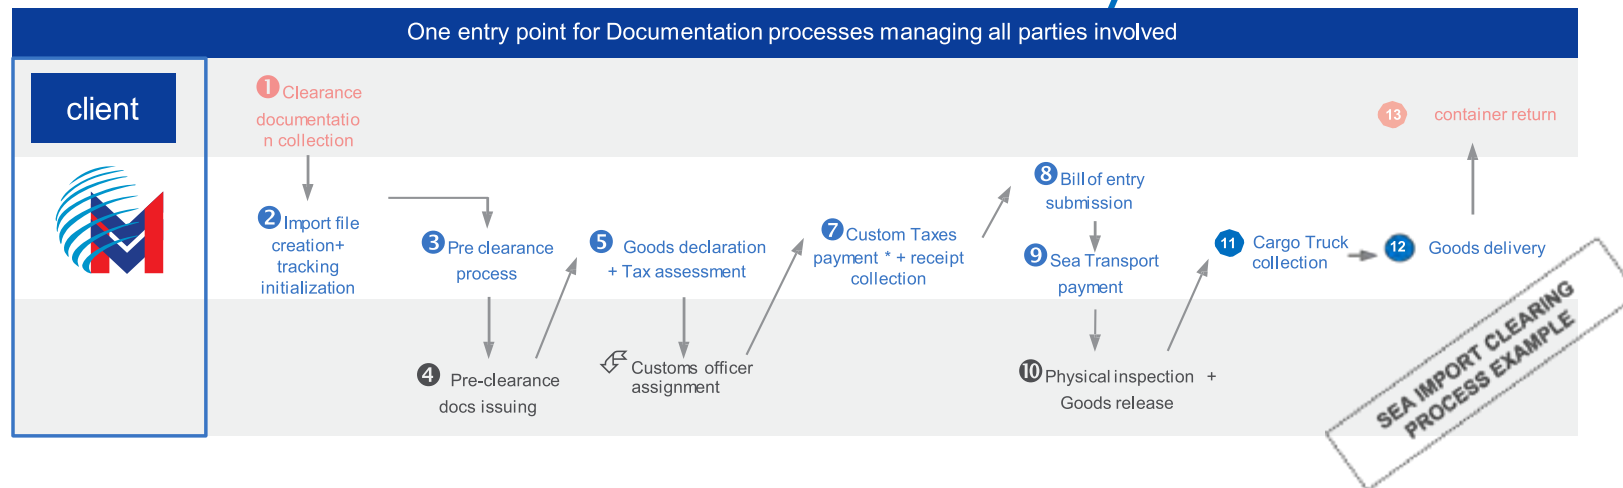 One entry point for Documentation processes managing all parties involved
client
1 Clearance
documentatio
n collection
2 Import file
creation+
tracking
initialization
3 Pre clearance
process
4 Pre-clearance
docs issuing
5 Goods declaration
+ Tax assessment
Customs officer
assignment
7 Custom Taxes
payment * + receipt
collection
8 Bill of entry
submission
9 Sea Transport
payment
10 Physical inspection +
Goods release
11 Cargo Truck
collection
12 Goods delivery
13 container return
SEA IMPORT CLEARING
PROCESS EXAMPLE